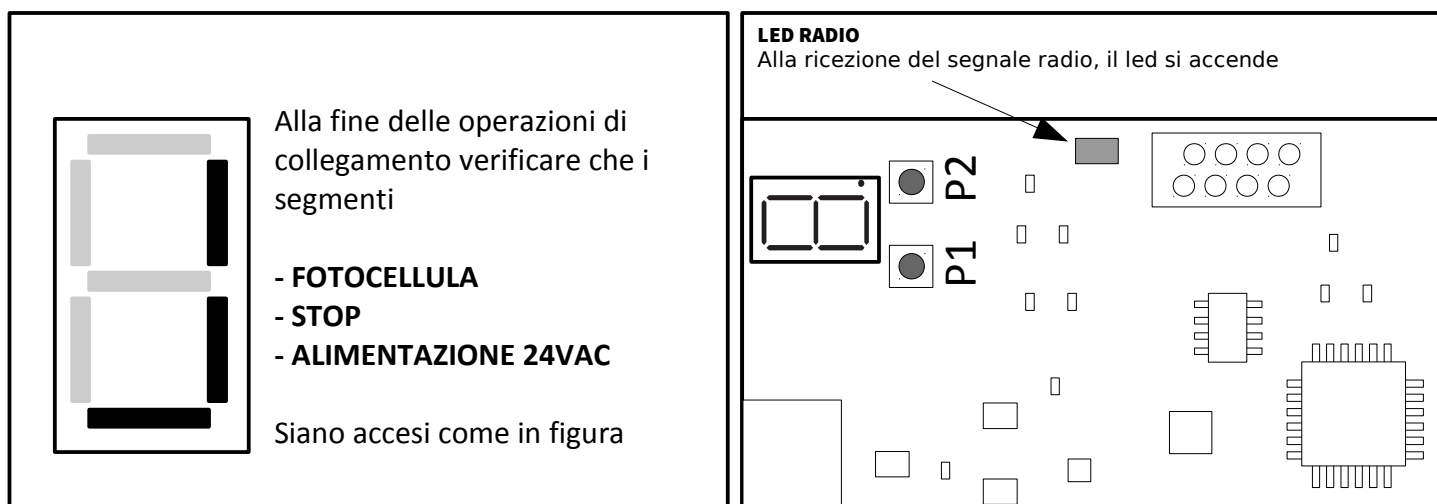 Alla fine delle operazioni di
collegamento verificare che i
segmenti
- FOTOCELLULA
- STOP
- ALIMENTAZIONE 24VAC
Siano accesi come in figura
LED RADIO
Alla ricezione del segnale radio, il led si accende
P2
P1